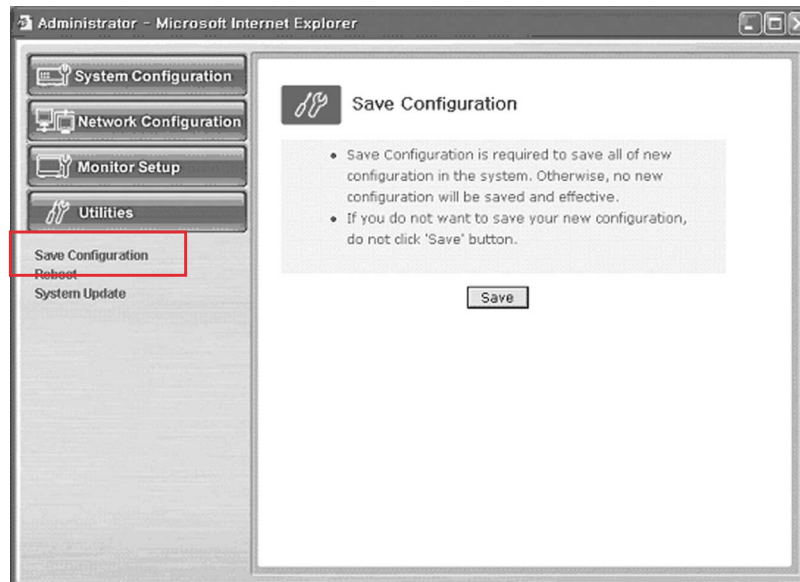 Administrator - Microsoft Internet Explorer
System Configuration
Network Configuration
Monitor Setup
Utilities
Save Configuration
Reboot
System Update
Save Configuration
• Save Configuration is required to save all of new
configuration in the system. Otherwise, no new
configuration will be saved and effective.
• If you do not want to save your new configuration,
do not click 'Save' button.
Save